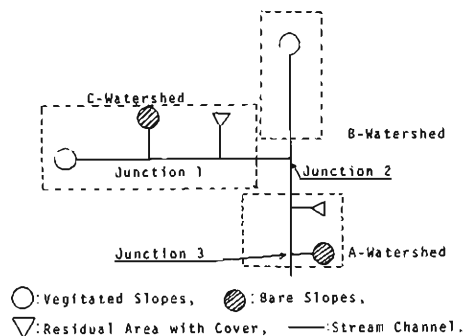 C-Watershed
B-Watershed
Junction 1
Junction 2
Junction 3
A-Watershed
:Vegitated Slopes, :Bare Slopes,
:Residual Area with Cover, :Stream Channel.